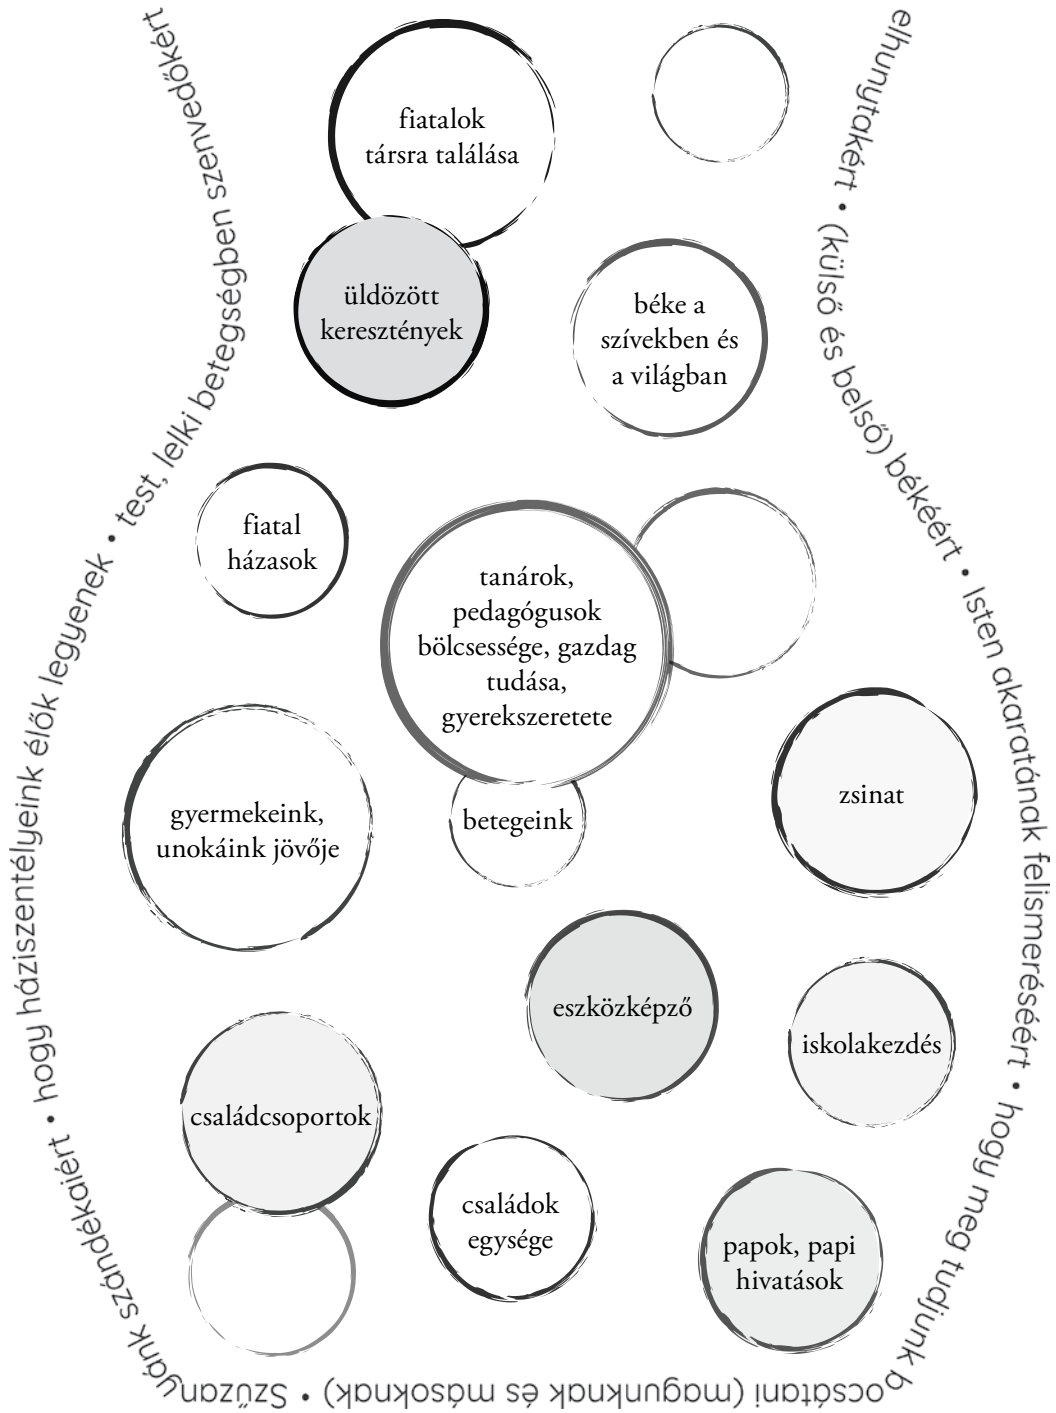 fiatalok
társra találása
üldözött
keresztények
béke a
szívekben és
a világban
fiatal
házasok
tanárok,
pedagógusok
bölcsessége, gazdag
tudása,
gyerekszeretete
gyermekeink,
unokáink jövője
betegeink
zsinat
eszközképző
iskolakezdés
családcsoportok
családok
egysége
papok, papi
hivatások
elhunytakért • (külső és belső) békéért • Isten akaratának felismeréséért • hogy meg tudjunk bocsátani (magunknak és másoknak) • Szűzanyánk szándékaiért • hogy háziszentélyeink élők legyenek • test, lelki betegségben szenvedőkért